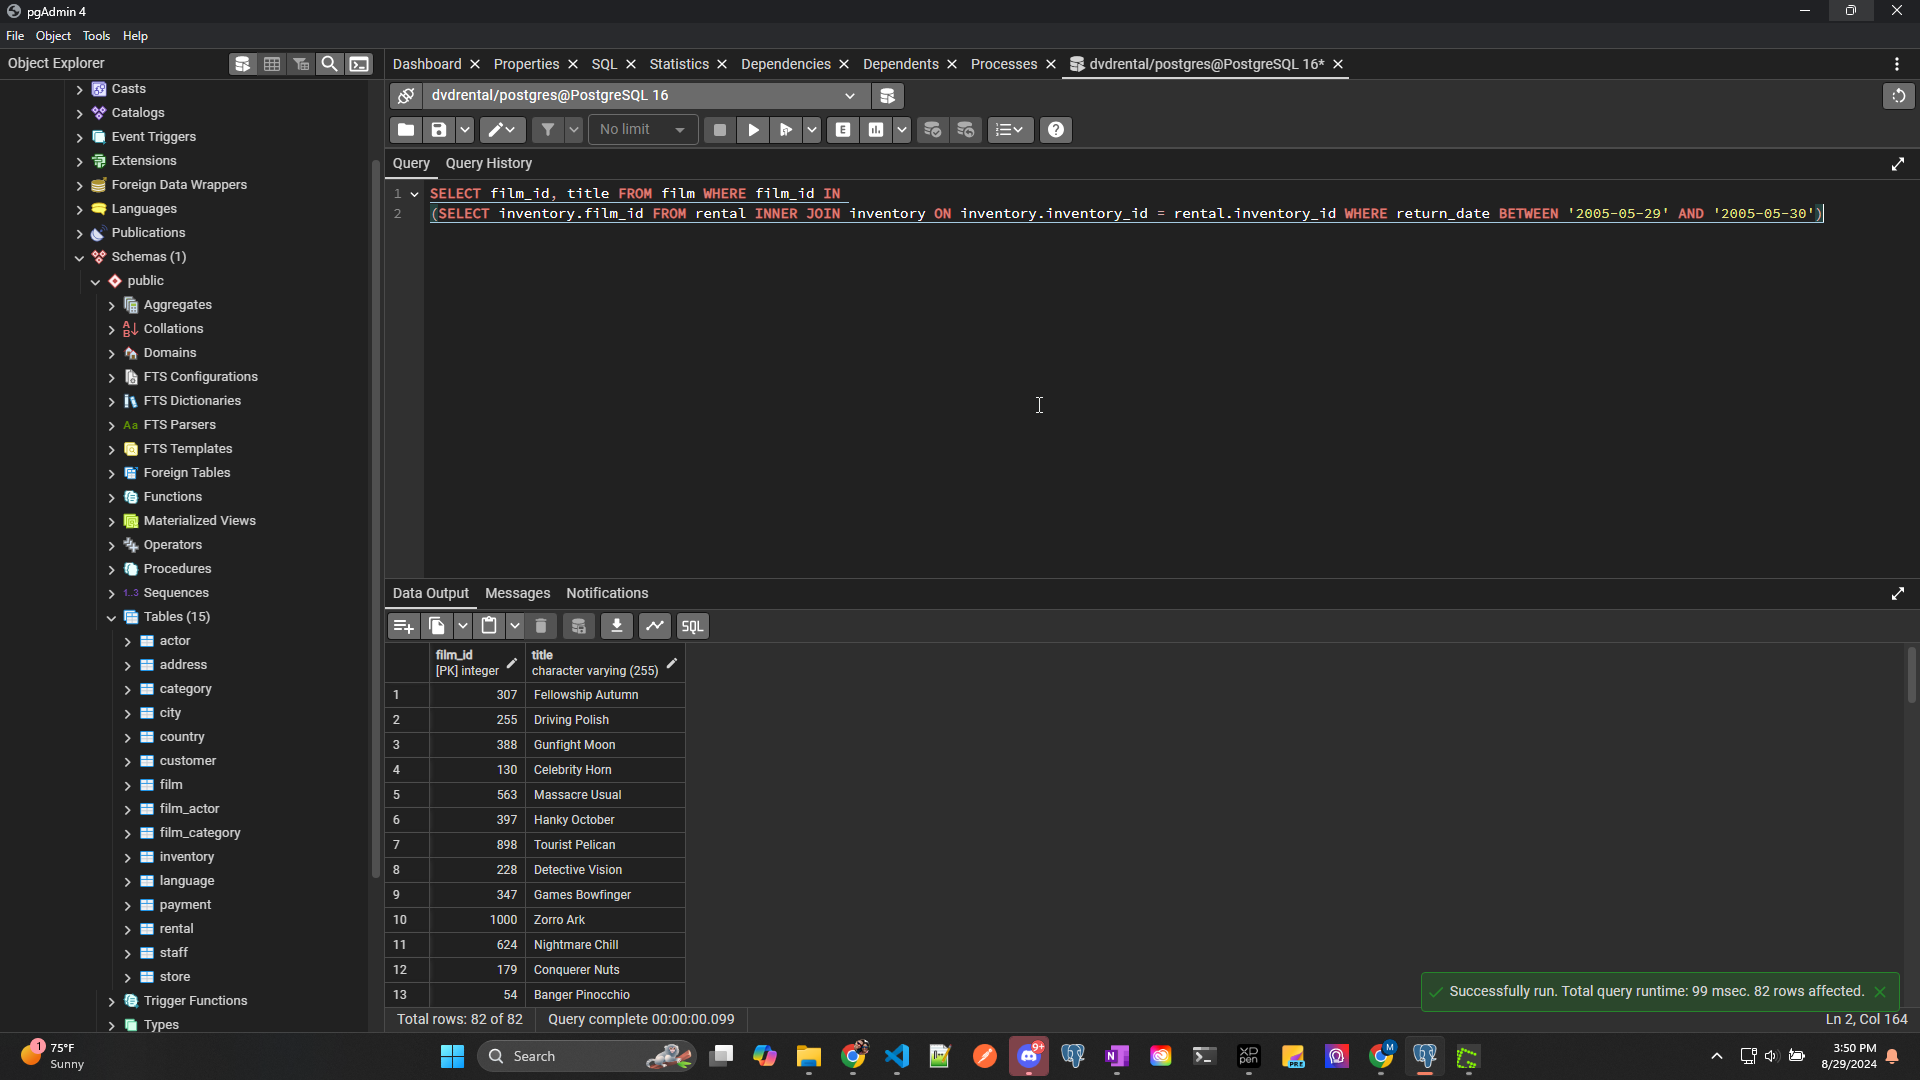 pgAdmin 4
File Object Tools Help
Object Explorer
Dashboard Properties SQL Statistics Dependencies Dependents Processes dvdrental/postgres@PostgreSQL 16*
dvdrental/postgres@PostgreSQL 16
No limit
Query Query History
1 SELECT film_id, title FROM film WHERE film_id IN
2 (SELECT inventory.film_id FROM rental INNER JOIN inventory ON inventory.inventory_id = rental.inventory_id WHERE return_date BETWEEN '2005-05-29' AND '2005-05-30')
Casts
Catalogs
Event Triggers
Extensions
Foreign Data Wrappers
Languages
Publications
Schemas (1)
public
Aggregates
Collations
Domains
FTS Configurations
FTS Dictionaries
Aa FTS Parsers
FTS Templates
Foreign Tables
Functions
Materialized Views
Operators
Procedures
1..3 Sequences
Tables (15)
actor
address
category
city
country
customer
film
film_actor
film_category
inventory
language
payment
rental
staff
store
Trigger Functions
Types
Data Output Messages Notifications
SQL
film_id
[PK] integer
title
character varying (255)
1 307 Fellowship Autumn
2 255 Driving Polish
3 388 Gunfight Moon
4 130 Celebrity Horn
5 563 Massacre Usual
6 397 Hanky October
7 898 Tourist Pelican
8 228 Detective Vision
9 347 Games Bowfinger
10 1000 Zorro Ark
11 624 Nightmare Chill
12 179 Conquerer Nuts
13 54 Banger Pinocchio
Successfully run. Total query runtime: 99 msec. 82 rows affected.
Total rows: 82 of 82 Query complete 00:00:00.099 Ln 2, Col 164
1
75°F
Sunny
Search
9+
M
3:50 PM
8/29/2024